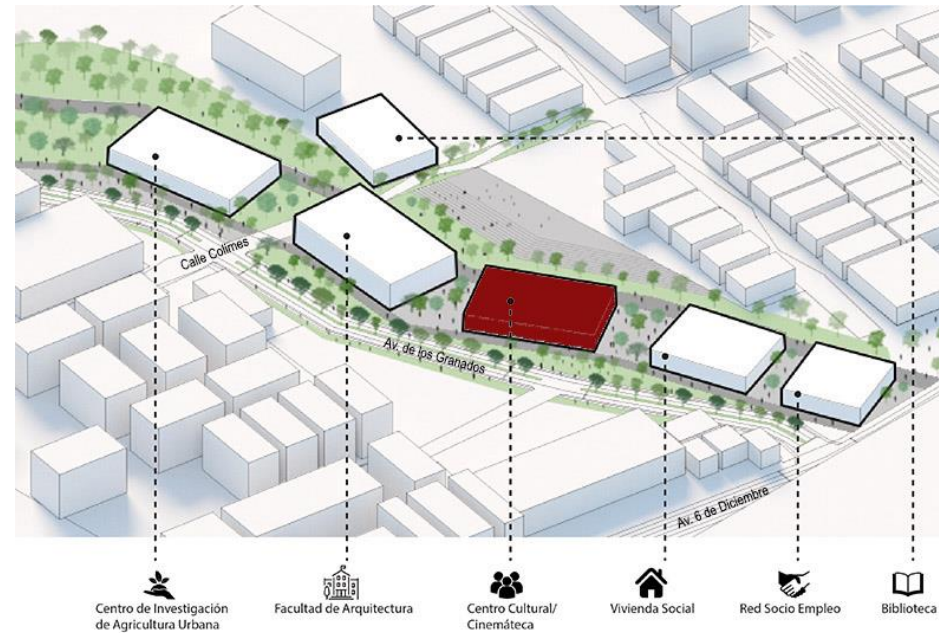 Calle Colimes
Av. de los Granados
Av. 6 de Diciembre
Centro de Investigación
de Agricultura Urbana
Facultad de Arquitectura
Centro Cultural/
Cinemáteca
Vivienda Social
Red Socio Empleo
Biblioteca